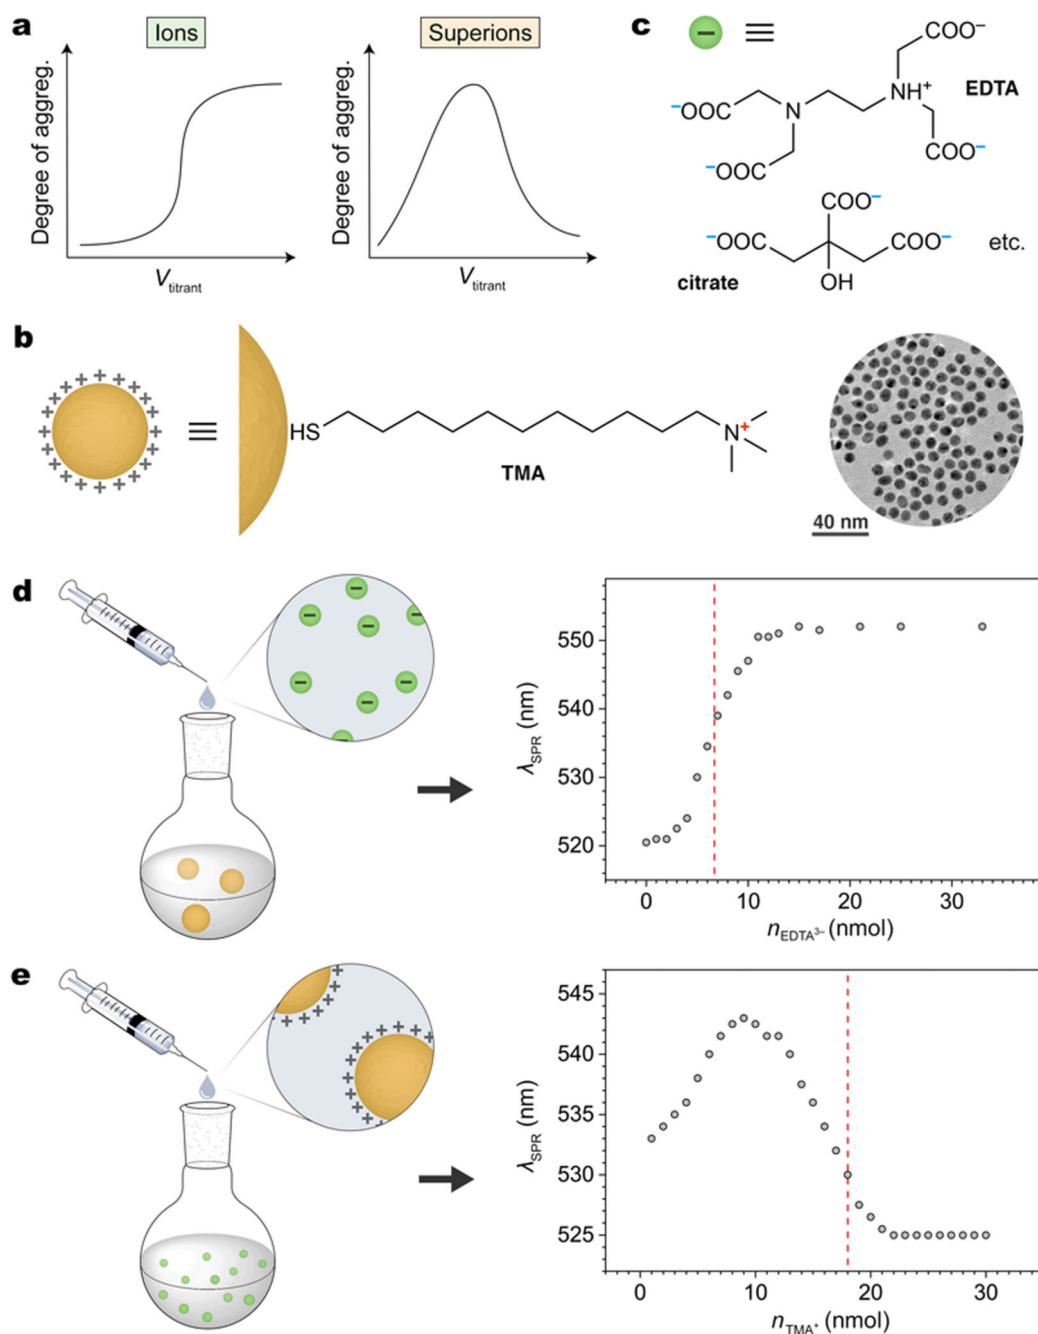 a
Ions
Superions
Degree of aggreg.
V titrant
Degree of aggreg.
V titrant
c
− ≡
COO−
NH+
EDTA
−OOC
N
−OOC
COO−
COO−
−OOC
COO−
OH
citrate
etc.
b
≡
HS
N+
TMA
40 nm
d
λSPR (nm)
550
540
530
520
0 10 20 30
nEDTA3− (nmol)
e
λSPR (nm)
545
540
535
530
525
0 10 20 30
nTMA+ (nmol)